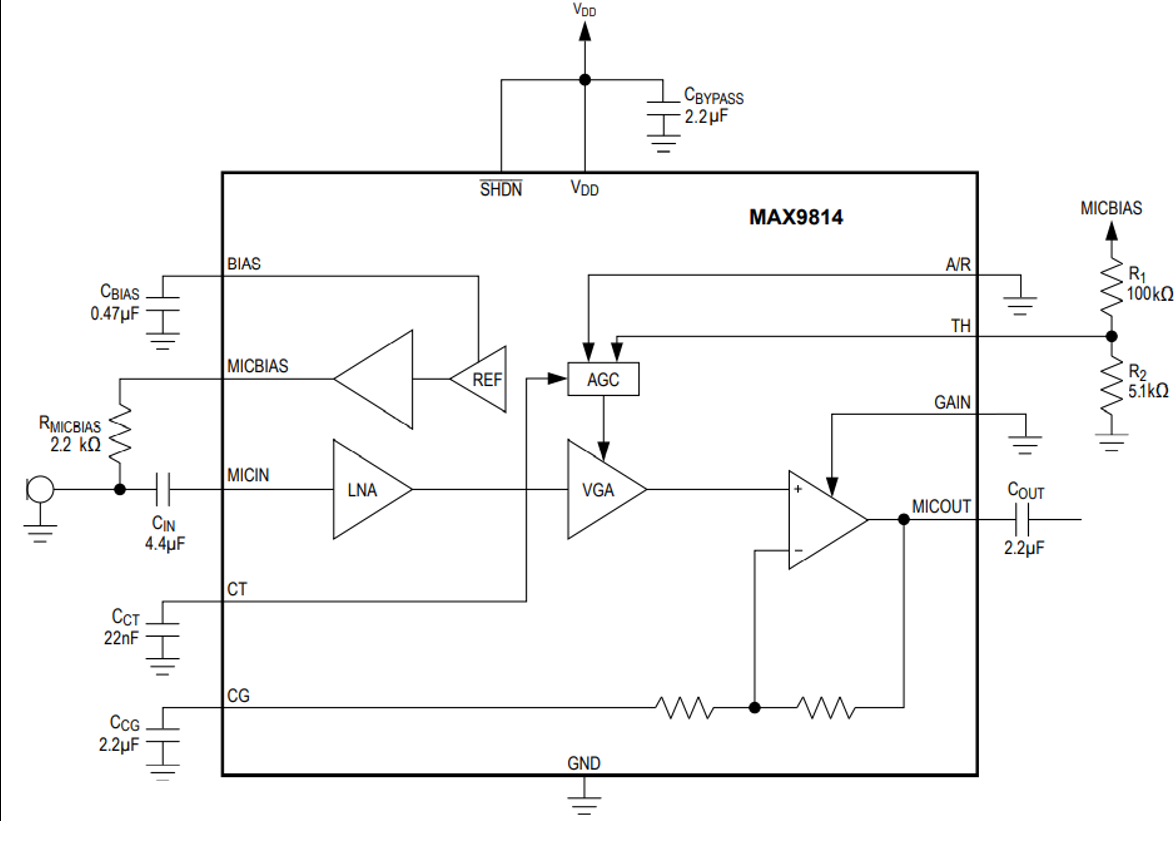 VDD
CBYPASS
2.2µF
SHDN
VDD
MAX9814
MICBIAS
BIAS
A/R
R1
100kΩ
CBIAS
0.47µF
TH
MICBIAS
REF
AGC
R2
5.1kΩ
GAIN
RMICBIAS
2.2 kΩ
MICIN
LNA
VGA
+
−
MICOUT
COUT
2.2µF
CIN
4.4µF
CT
CCT
22nF
CG
CCG
2.2µF
GND